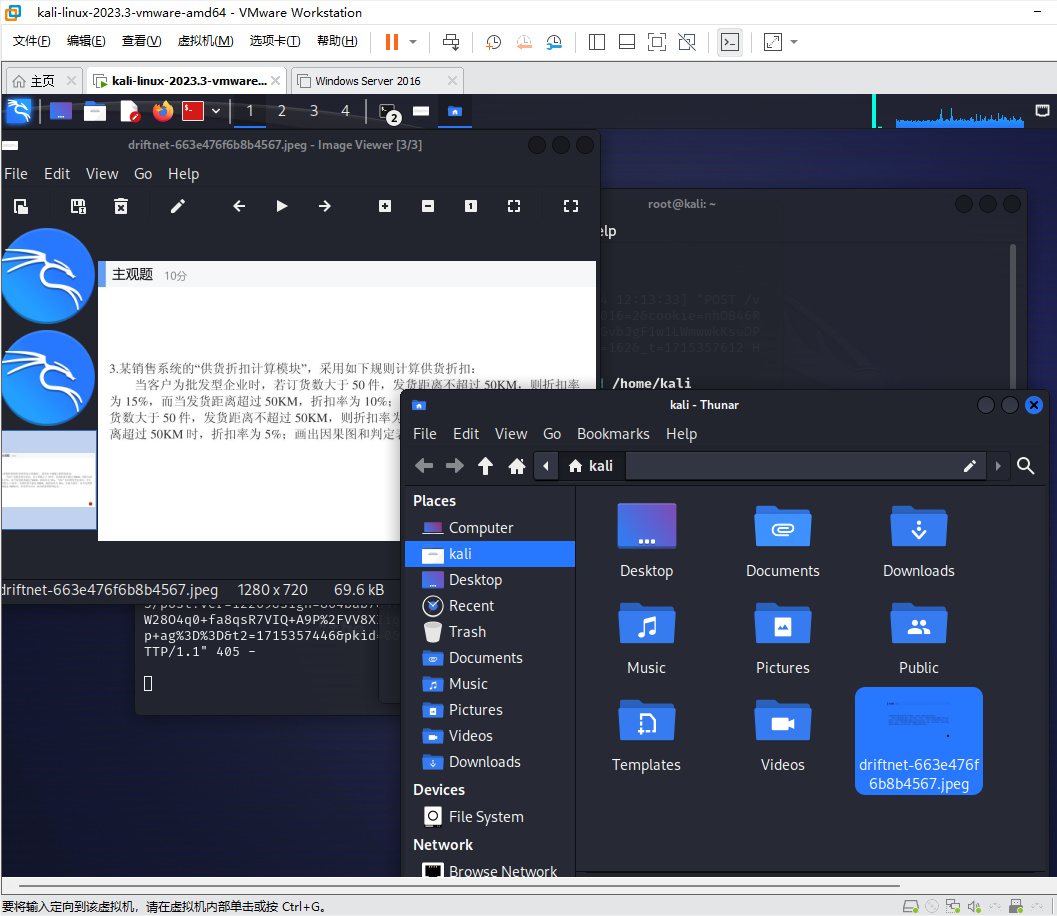 kali-linux-2023.3-vmware-amd64 - VMware Workstation
文件(F) 编辑(E) 查看(V) 虚拟机(M) 选项卡(T) 帮助(H)
主页 kali-linux-2023.3-vmware... Windows Server 2016
1 2 3 4 2
driftnet-663e476f6b8b4567.jpeg - Image Viewer [3/3]
File Edit View Go Help
1
主观题 10分
3.某销售系统的“供货折扣计算模块”，采用如下规则计算供货折扣：
当客户为批发型企业时，若订货数大于 50 件，发货距离不超过 50KM，则折扣率
为 15%，而当发货距离超过 50KM，折扣率为 10%；
货数大于 50 件，发货距离不超过 50KM，则折扣率为
离超过 50KM 时，折扣率为 5%；画出因果图和判定
driftnet-663e476f6b8b4567.jpeg 1280 x 720 69.6 kB
root@kali: ~
elp
12:13:33] "POST /v
/home/kali
W28O4q0+fa8qsR7VIQ+A9P%2FVV8X
p+ag%3D%3D&t2=1715357446&pkid=
TTP/1.1" 405 -
kali - Thunar
File Edit View Go Bookmarks Help
kali
Places
Computer
kali
Desktop
Recent
Trash
Documents
Music
Pictures
Videos
Downloads
Devices
File System
Network
Browse Network
Desktop Documents Downloads
Music Pictures Public
Templates Videos driftnet-663e476f
6b8b4567.jpeg
要将输入定向到该虚拟机，请在虚拟机内部单击或按 Ctrl+G。